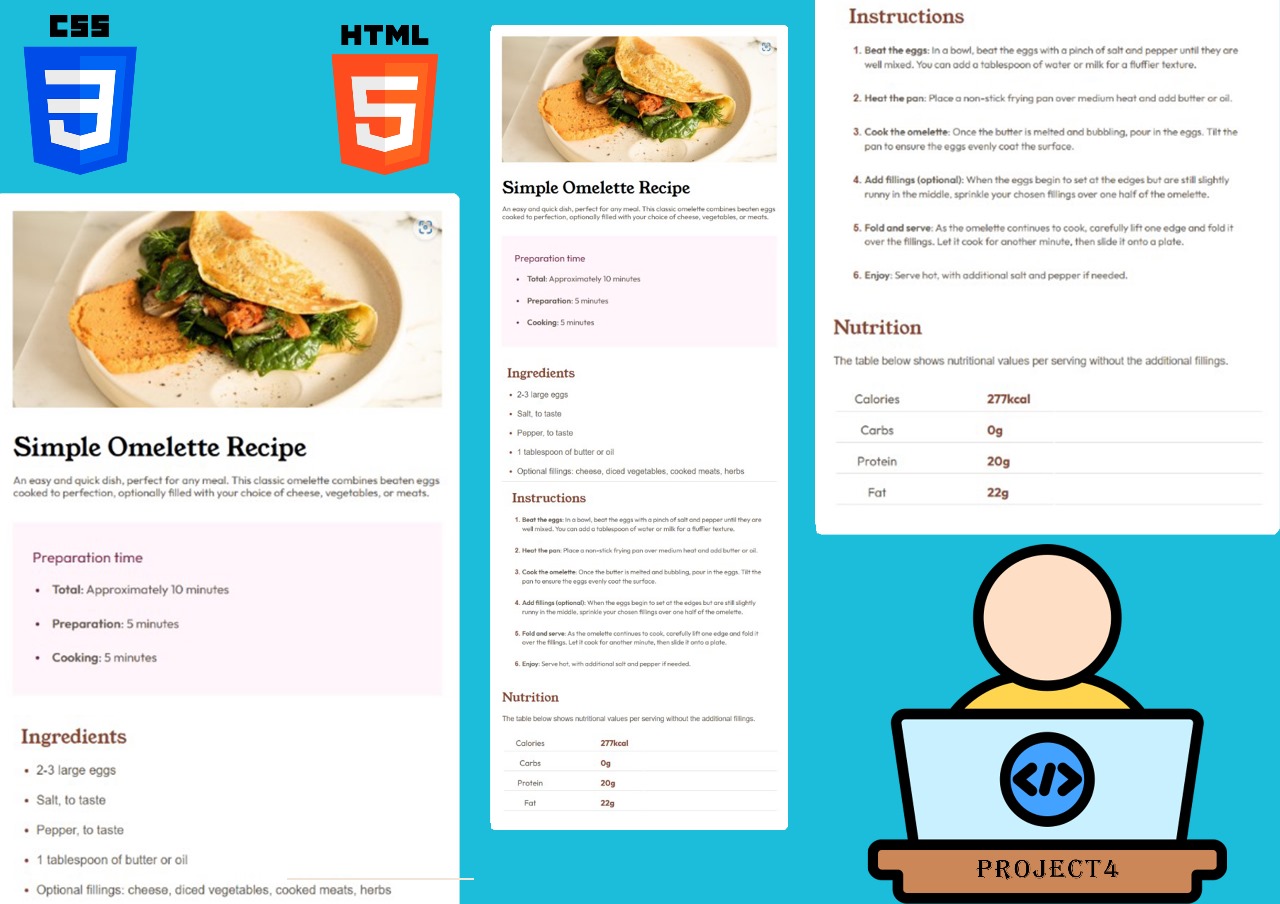 CSS
HTML
Simple Omelette Recipe
An easy and quick dish, perfect for any meal. This classic omelette combines beaten eggs
cooked to perfection, optionally filled with your choice of cheese, vegetables, or meats.
Preparation time
• Total: Approximately 10 minutes
• Preparation: 5 minutes
• Cooking: 5 minutes
Ingredients
• 2-3 large eggs
• Salt, to taste
• Pepper, to taste
• 1 tablespoon of butter or oil
• Optional fillings: cheese, diced vegetables, cooked meats, herbs
Simple Omelette Recipe
An easy and quick dish, perfect for any meal. This classic omelette combines beaten eggs
cooked to perfection, optionally filled with your choice of cheese, vegetables, or meats.
Preparation time
• Total: Approximately 10 minutes
• Preparation: 5 minutes
• Cooking: 5 minutes
Ingredients
• 2-3 large eggs
• Salt, to taste
• Pepper, to taste
• 1 tablespoon of butter or oil
• Optional fillings: cheese, diced vegetables, cooked meats, herbs
Instructions
1. Beat the eggs: In a bowl, beat the eggs with a pinch of salt and pepper until they are
well mixed. You can add a tablespoon of water or milk for a fluffier texture.
2. Heat the pan: Place a non-stick frying pan over medium heat and add butter or oil.
3. Cook the omelette: Once the butter is melted and bubbling, pour in the eggs. Tilt the
pan to ensure the eggs evenly coat the surface.
4. Add fillings (optional): When the eggs begin to set at the edges but are still slightly
runny in the middle, sprinkle your chosen fillings over one half of the omelette.
5. Fold and serve: As the omelette continues to cook, carefully lift one edge and fold it
over the fillings. Let it cook for another minute, then slide it onto a plate.
6. Enjoy: Serve hot, with additional salt and pepper if needed.
Nutrition
The table below shows nutritional values per serving without the additional fillings.
Calories 277kcal
Carbs 0g
Protein 20g
Fat 22g
Instructions
1. Beat the eggs: In a bowl, beat the eggs with a pinch of salt and pepper until they are
well mixed. You can add a tablespoon of water or milk for a fluffier texture.
2. Heat the pan: Place a non-stick frying pan over medium heat and add butter or oil.
3. Cook the omelette: Once the butter is melted and bubbling, pour in the eggs. Tilt the
pan to ensure the eggs evenly coat the surface.
4. Add fillings (optional): When the eggs begin to set at the edges but are still slightly
runny in the middle, sprinkle your chosen fillings over one half of the omelette.
5. Fold and serve: As the omelette continues to cook, carefully lift one edge and fold it
over the fillings. Let it cook for another minute, then slide it onto a plate.
6. Enjoy: Serve hot, with additional salt and pepper if needed.
Nutrition
The table below shows nutritional values per serving without the additional fillings.
Calories 277kcal
Carbs 0g
Protein 20g
Fat 22g
</>
PROJECT4